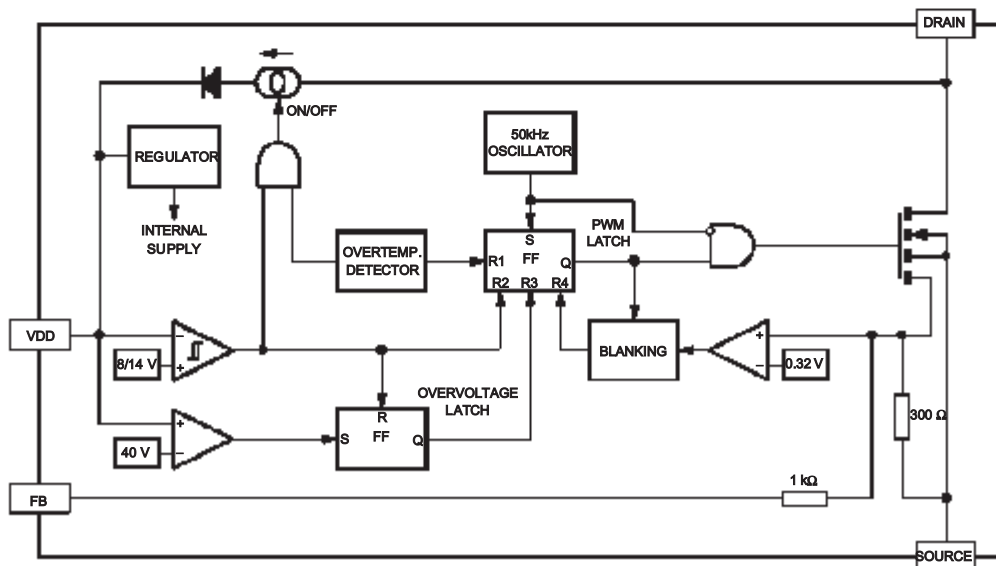 DRAIN
ON/OFF
REGULATOR
50kHz
OSCILLATOR
INTERNAL
SUPPLY
PWM
LATCH
OVERTEMP.
DETECTOR
S
R1
FF
Q
R2
R3
R4
VDD
8/14 V
−
+
BLANKING
+
−
0.32 V
OVERVOLTAGE
LATCH
R
FF
S
Q
+
−
40 V
300 Ω
1 kΩ
FB
SOURCE